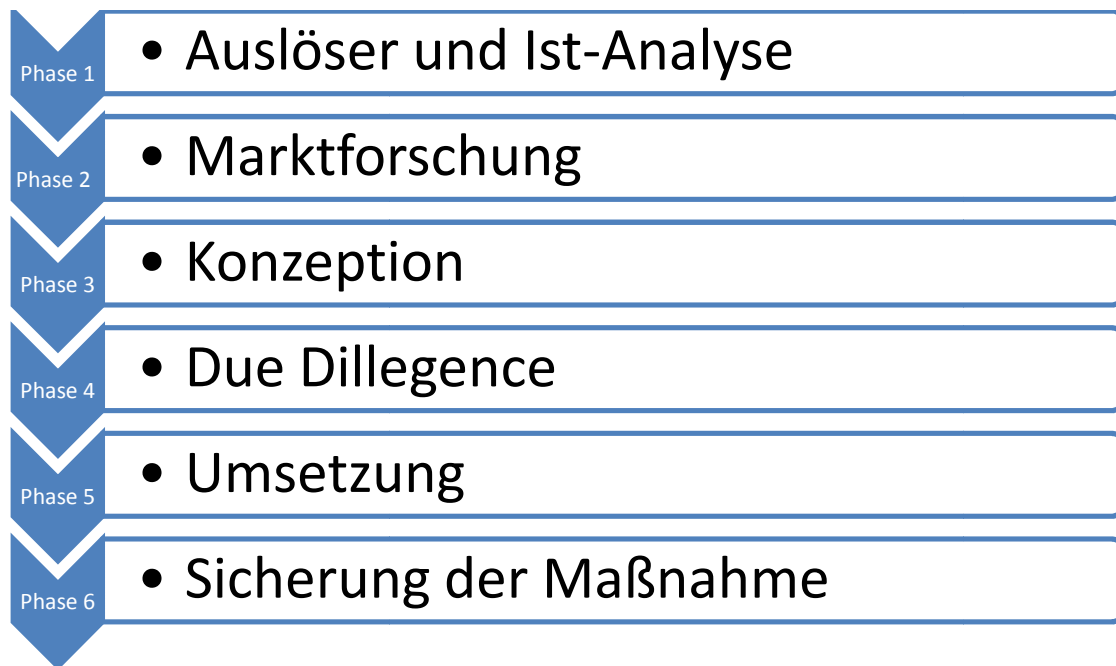 Phase 1
• Auslöser und Ist-Analyse
Phase 2
• Marktforschung
Phase 3
• Konzeption
Phase 4
• Due Dillegence
Phase 5
• Umsetzung
Phase 6
• Sicherung der Maßnahme